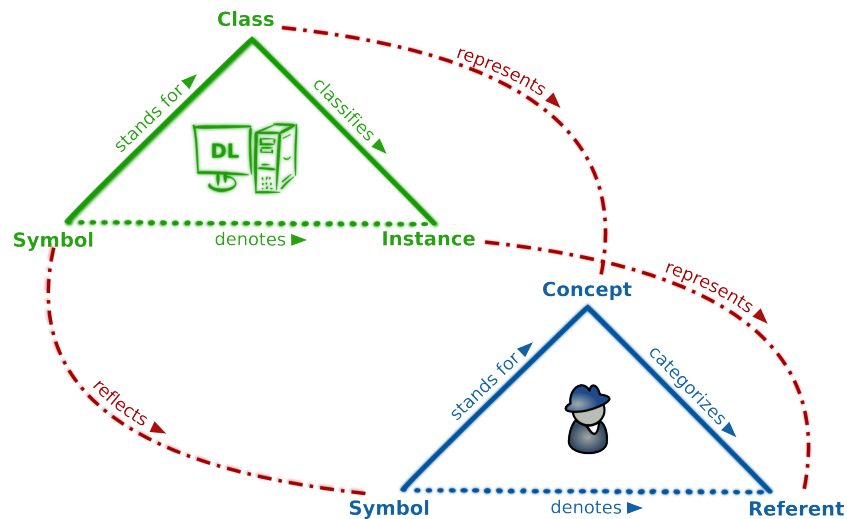 Class
represents ►
stands for ►
classifies ►
DL
Symbol
denotes ►
Instance
represents ►
Concept
stands for ►
categorizes ►
reflects ►
Symbol
denotes ►
Referent